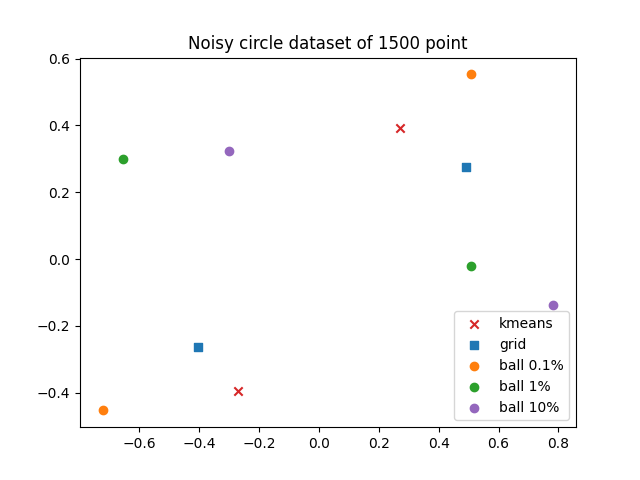 Noisy circle dataset of 1500 point
0.6
0.4
0.2
0.0
−0.2
−0.4
−0.6 −0.4 −0.2 0.0 0.2 0.4 0.6 0.8
kmeans
grid
ball 0.1%
ball 1%
ball 10%